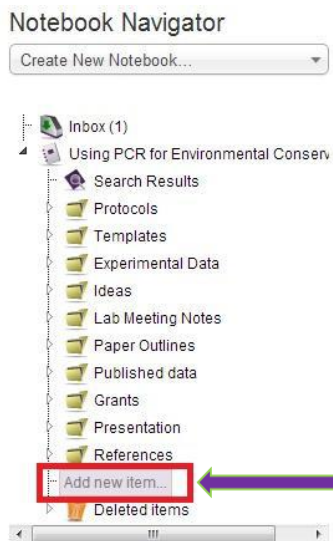 Notebook Navigator
Create New Notebook...
Inbox (1)
Using PCR for Environmental Conserv
Search Results
Protocols
Templates
Experimental Data
Ideas
Lab Meeting Notes
Paper Outlines
Published data
Grants
Presentation
References
Add new item...
Deleted items